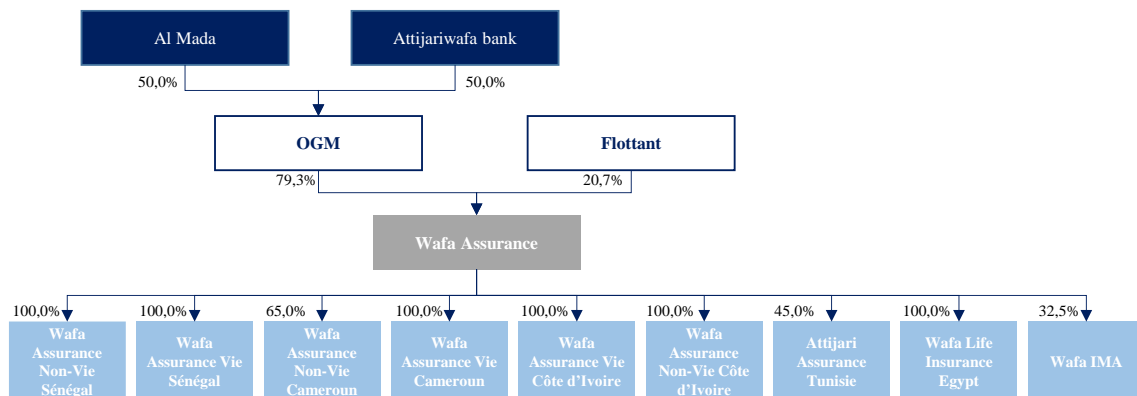 Al Mada
Attijariwafa bank
50,0%
50,0%
OGM
Flottant
79,3%
20,7%
Wafa Assurance
100,0%
100,0%
65,0%
100,0%
100,0%
100,0%
45,0%
100,0%
32,5%
Wafa
Assurance
Non-Vie
Sénégal
Wafa
Assurance Vie
Sénégal
Wafa
Assurance
Non-Vie
Cameroun
Wafa
Assurance Vie
Cameroun
Wafa
Assurance Vie
Côte d’Ivoire
Wafa
Assurance
Non-Vie Côte
d’Ivoire
Attijari
Assurance
Tunisie
Wafa Life
Insurance
Egypt
Wafa IMA